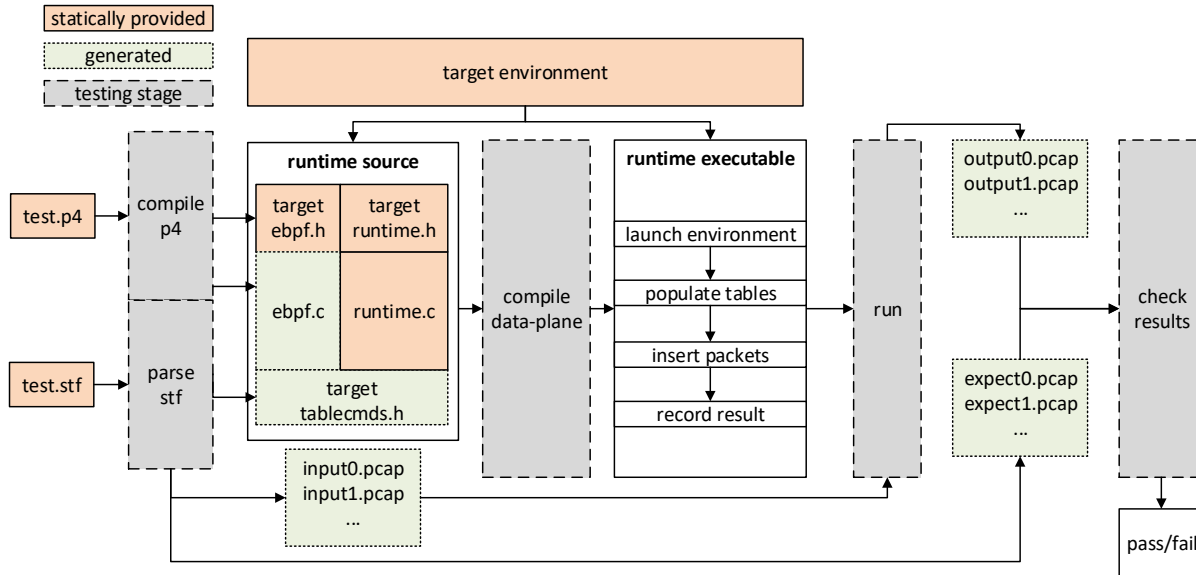 statically provided
generated
testing stage
target environment
test.p4
compile
p4
test.stf
parse
stf
runtime source
target
ebpf.h
target
runtime.h
ebpf.c
runtime.c
target
tablecmds.h
input0.pcap
input1.pcap
...
compile
data-plane
runtime executable
launch environment
populate tables
insert packets
record result
run
output0.pcap
output1.pcap
...
expect0.pcap
expect1.pcap
...
check
results
pass/fail